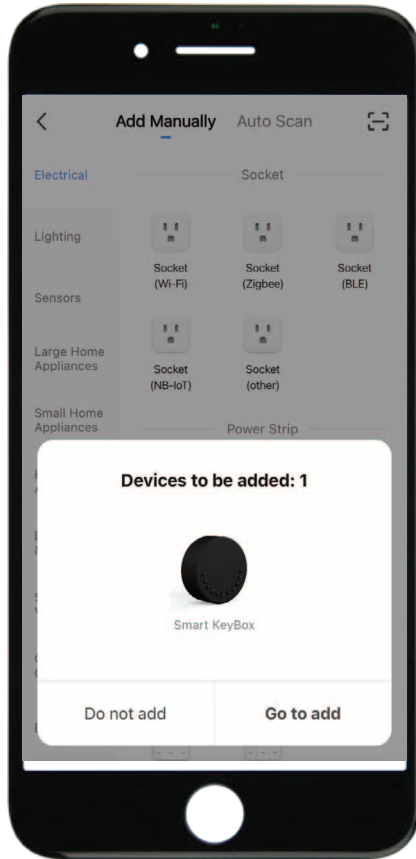 Add Manually Auto Scan
Electrical
Socket
Lighting
Socket
(Wi-Fi)
Socket
(Zigbee)
Socket
(BLE)
Sensors
Large Home
Appliances
Socket
(NB-IoT)
Socket
(other)
Small Home
Appliances
Power Strip
Devices to be added: 1
Smart KeyBox
Do not add
Go to add